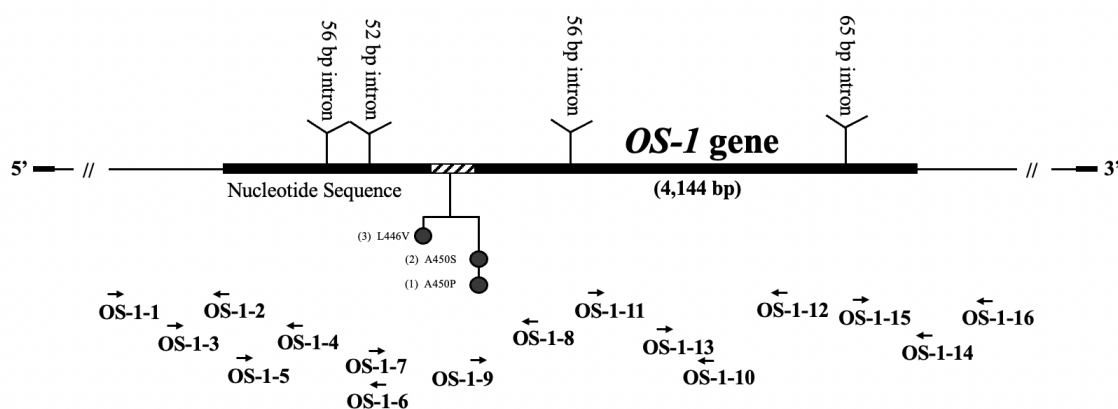 56 bp intron
52 bp intron
56 bp intron
65 bp intron
OS-1 gene
5’
//
//
3’
Nucleotide Sequence
(4,144 bp)
(3) L446V
(2) A450S
(1) A450P
OS-1-1
OS-1-2
OS-1-3
OS-1-4
OS-1-5
OS-1-7
OS-1-6
OS-1-9
OS-1-8
OS-1-11
OS-1-13
OS-1-10
OS-1-12
OS-1-15
OS-1-14
OS-1-16